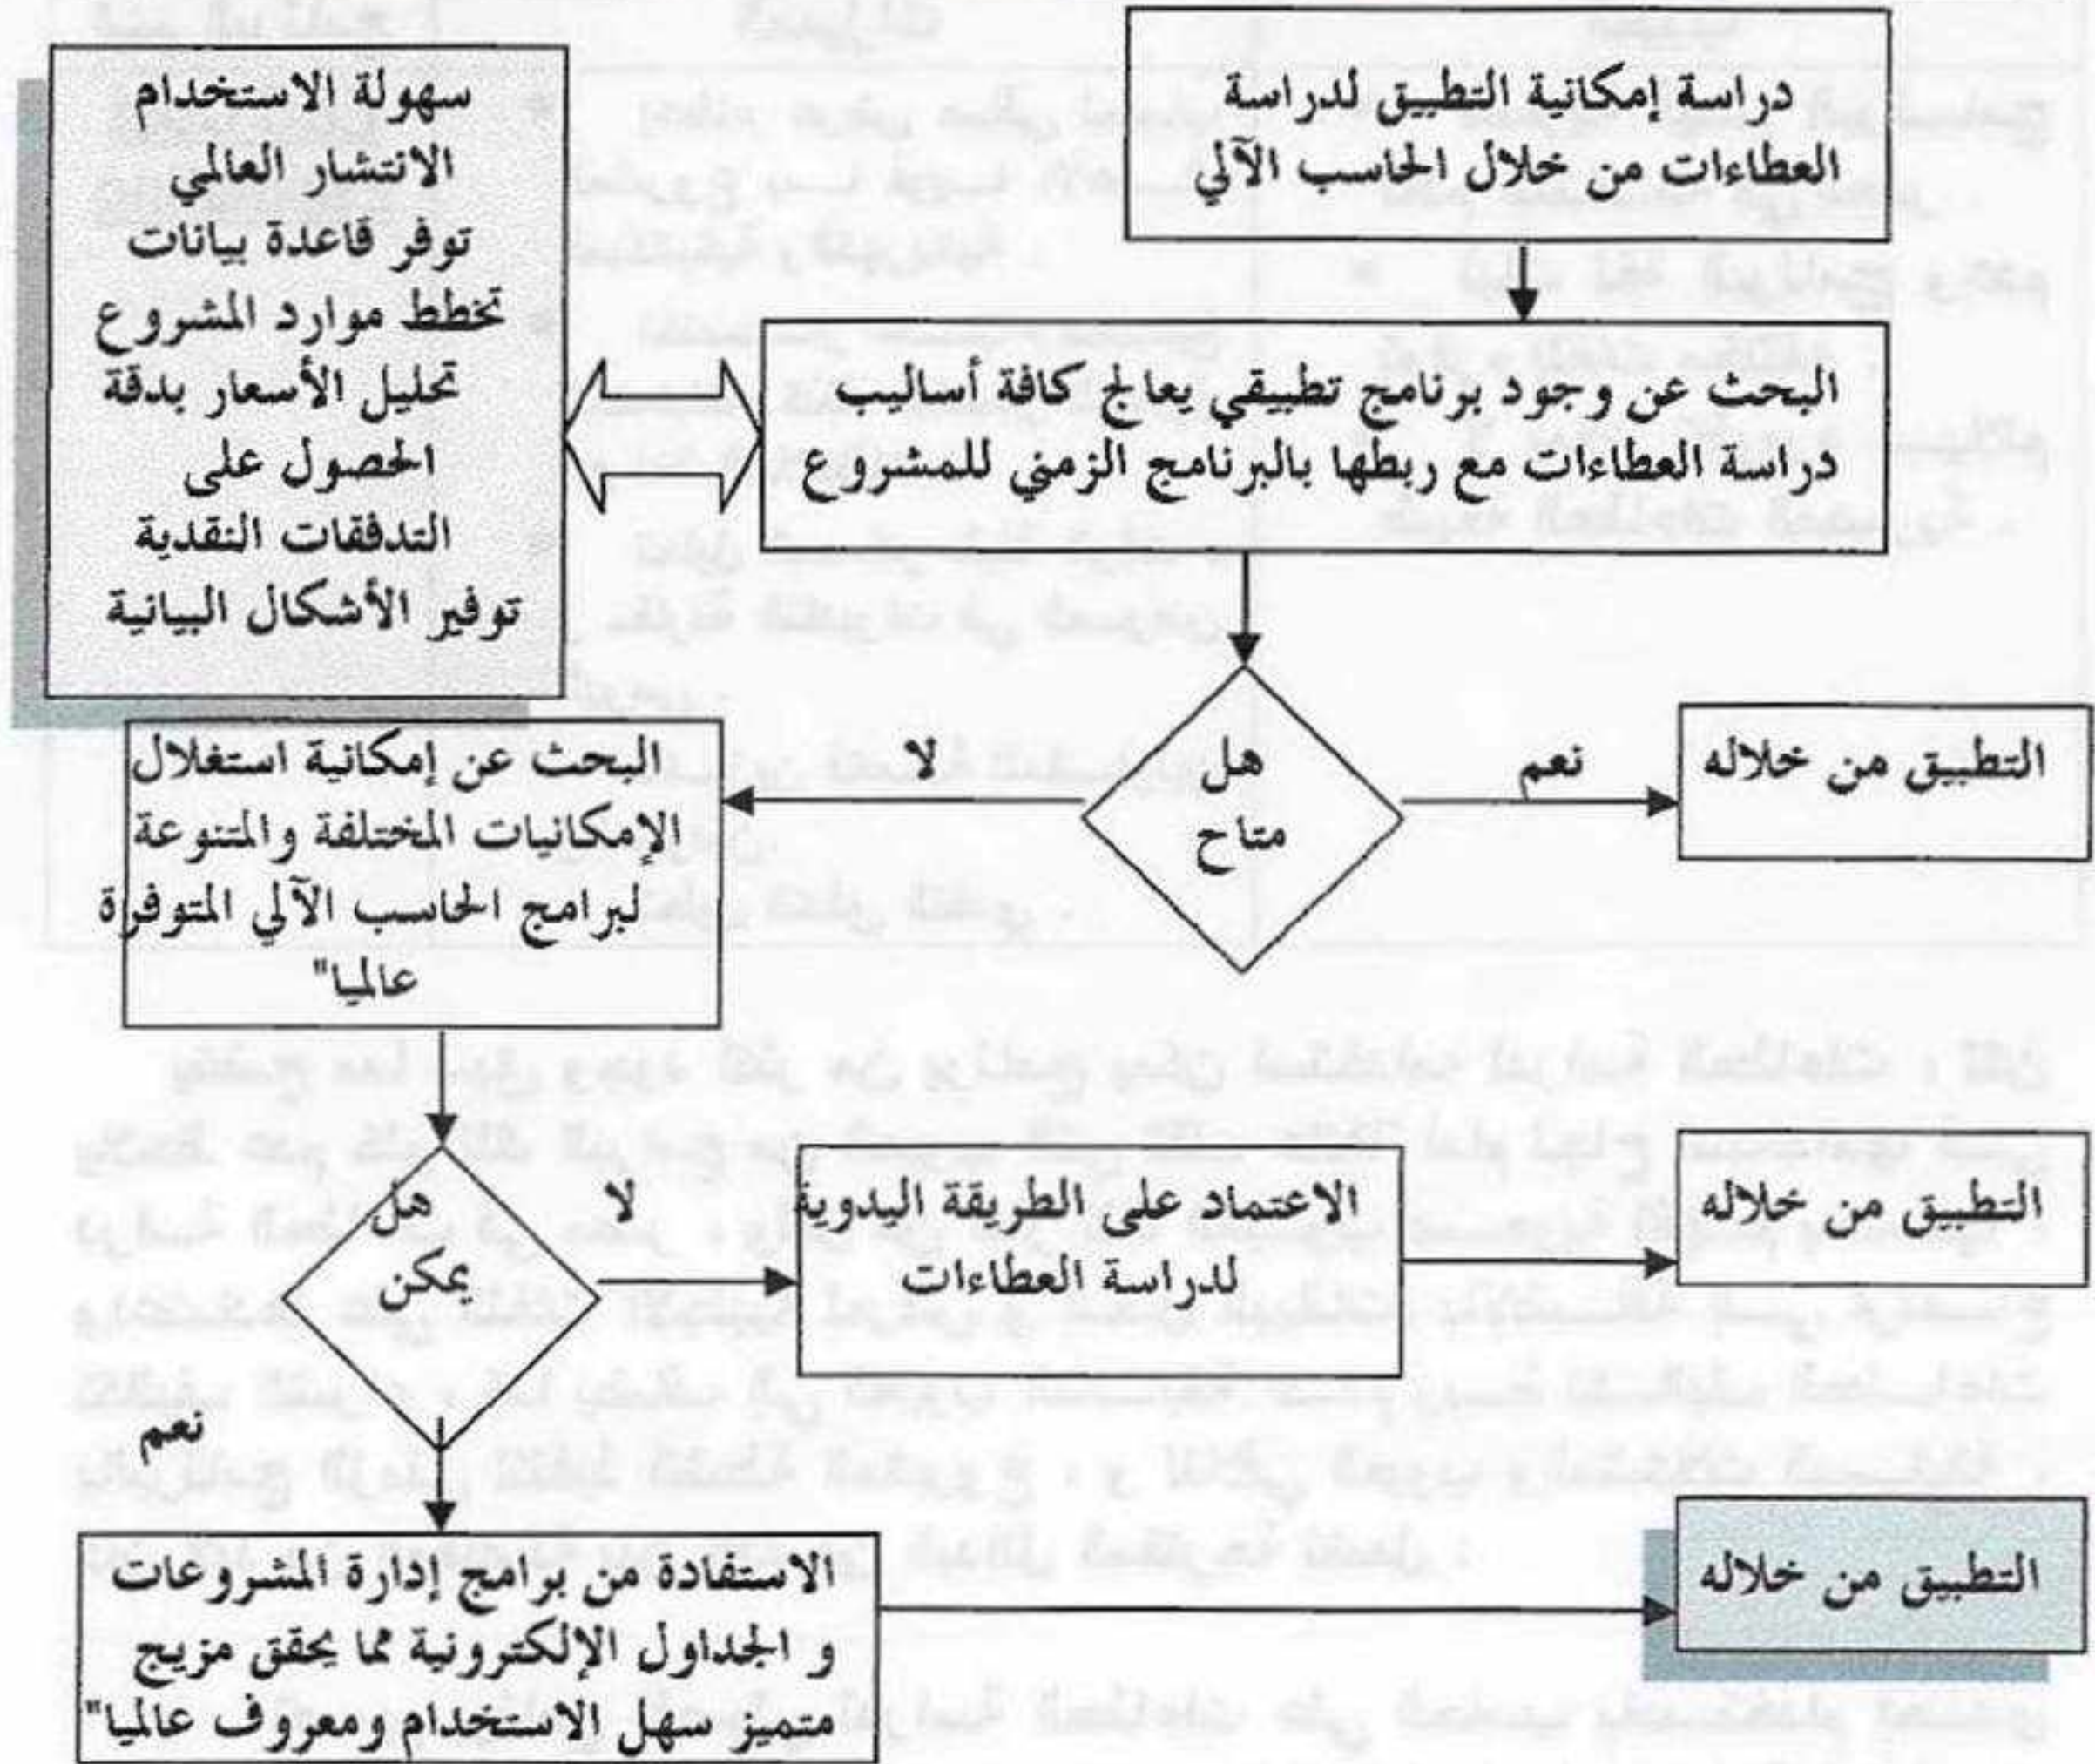 دراسة إمكانية التطبيق لدراسة
العطاءات من خلال الحاسب الآلي
سهولة الاستخدام
الانتشار العالمي
توفر قاعدة بيانات
تخطط موارد المشروع
تحليل الأسعار بدقة
الحصول على
التدفقات النقدية
توفير الأشكال البيانية
البحث عن وجود برنامج تطبيقي يعالج كافة أساليب
دراسة العطاءات مع ربطها بالبرنامج الزمني للمشروع
هل
متاح
نعم
التطبيق من خلاله
لا
البحث عن إمكانية استغلال
الإمكانيات المختلفة والمتنوعة
لبرامج الحاسب الآلي المتوفرة
عالميا"
هل
يمكن
لا
الاعتماد على الطريقة اليدوية
لدراسة العطاءات
التطبيق من خلاله
نعم
الاستفادة من برامج إدارة المشروعات
و الجداول الإلكترونية مما يحقق مزيج
متميز سهل الاستخدام ومعروف عالميا"
التطبيق من خلاله